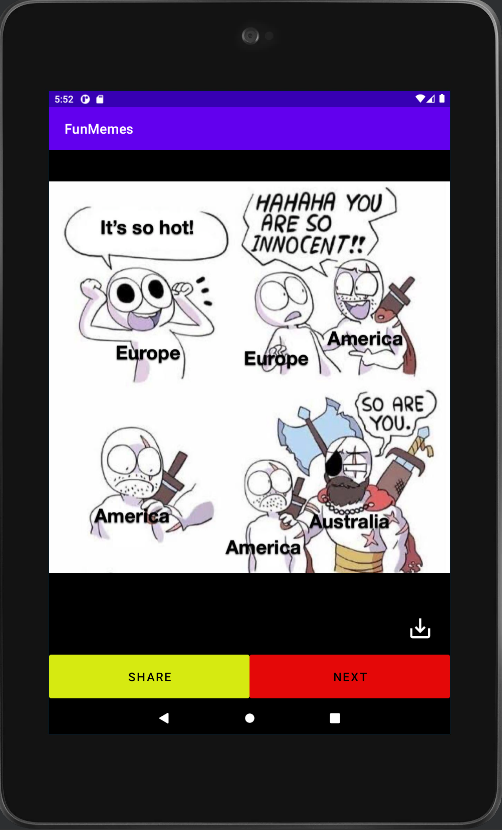 5:52
FunMemes
It's so hot!
HAHAHA YOU
ARE SO
INNOCENT!!
Europe
Europe
America
SO ARE
YOU.
America
America
Australia
SHARE
NEXT